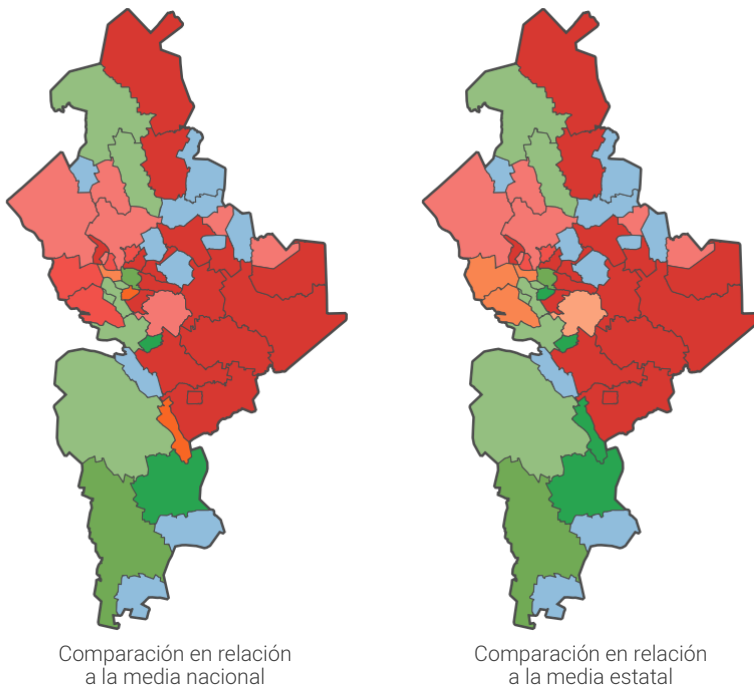 Comparación en relación
a la media nacional
Comparación en relación
a la media estatal